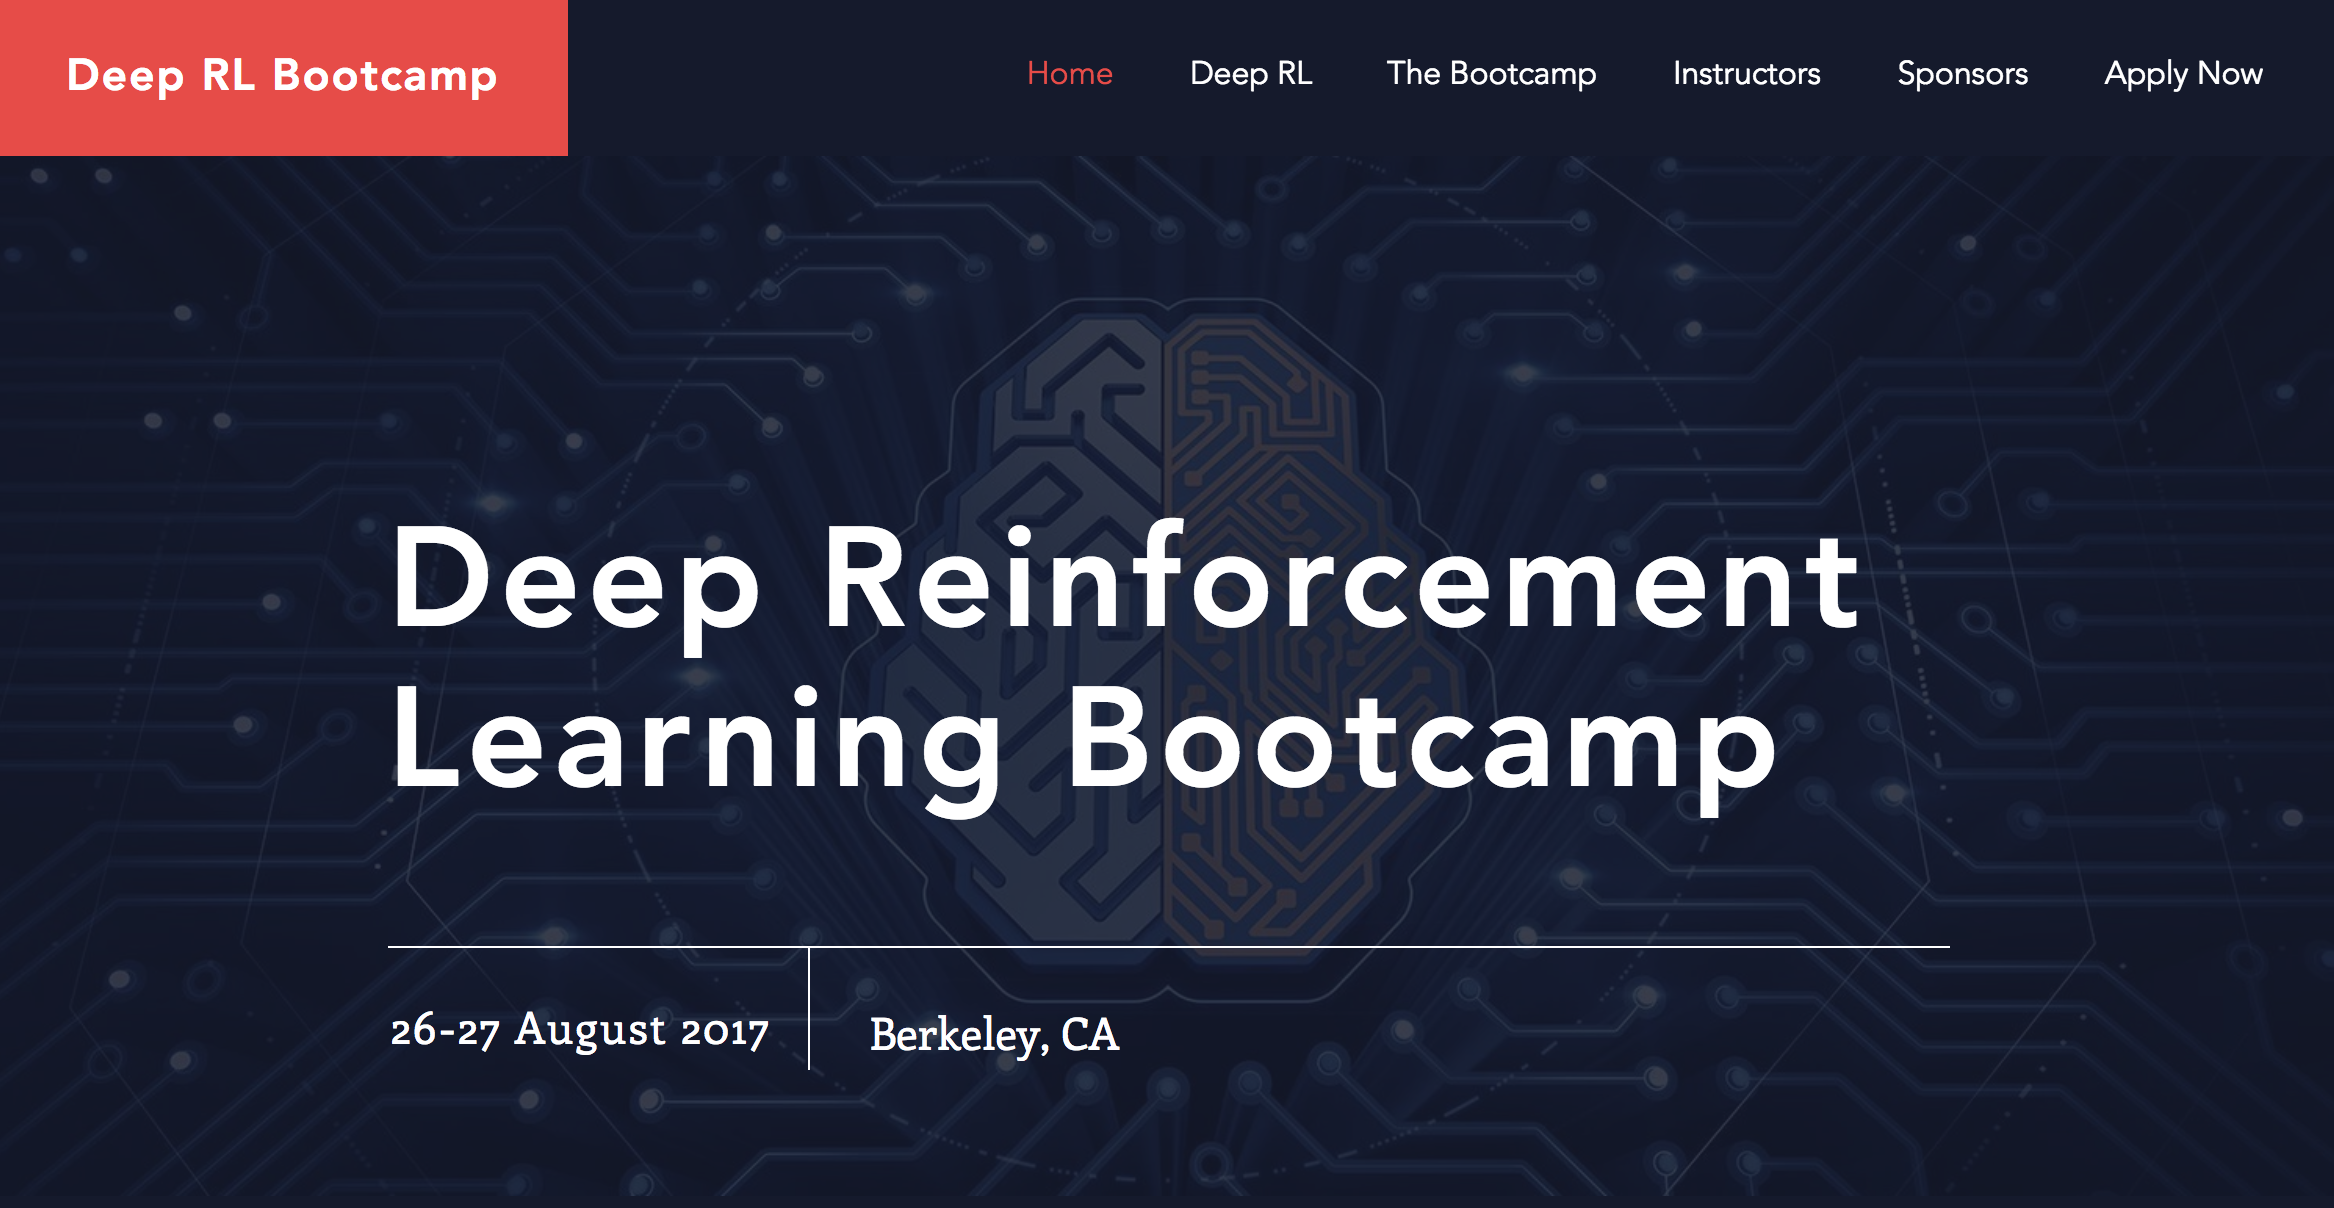 Deep RL Bootcamp
Home Deep RL The Bootcamp Instructors Sponsors Apply Now
Deep Reinforcement
Learning Bootcamp
26-27 August 2017
Berkeley, CA